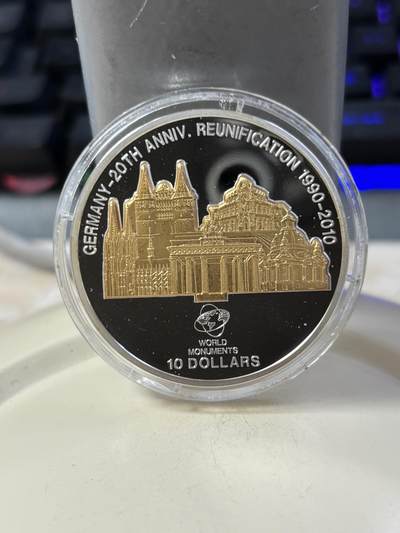 GERMANY-20TH ANNIV. REUNIFICATION 1990-2010
WORLD
MONUMENTS
10 DOLLARS